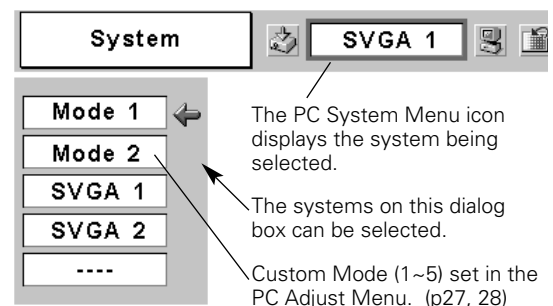 System
SVGA 1
Mode 1
Mode 2
SVGA 1
SVGA 2
----
The PC System Menu icon
displays the system being
selected.
The systems on this dialog
box can be selected.
Custom Mode (1~5) set in the
PC Adjust Menu. (p27, 28)